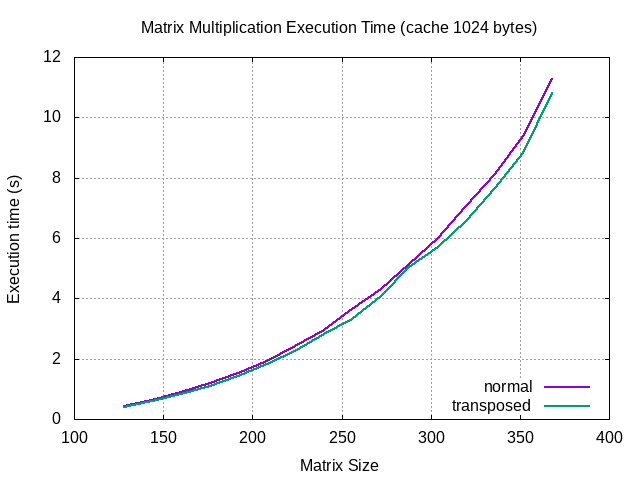 Matrix Multiplication Execution Time (cache 1024 bytes)
12
10
8
6
4
2
0
Execution time (s)
normal
transposed
100 150 200 250 300 350 400
Matrix Size